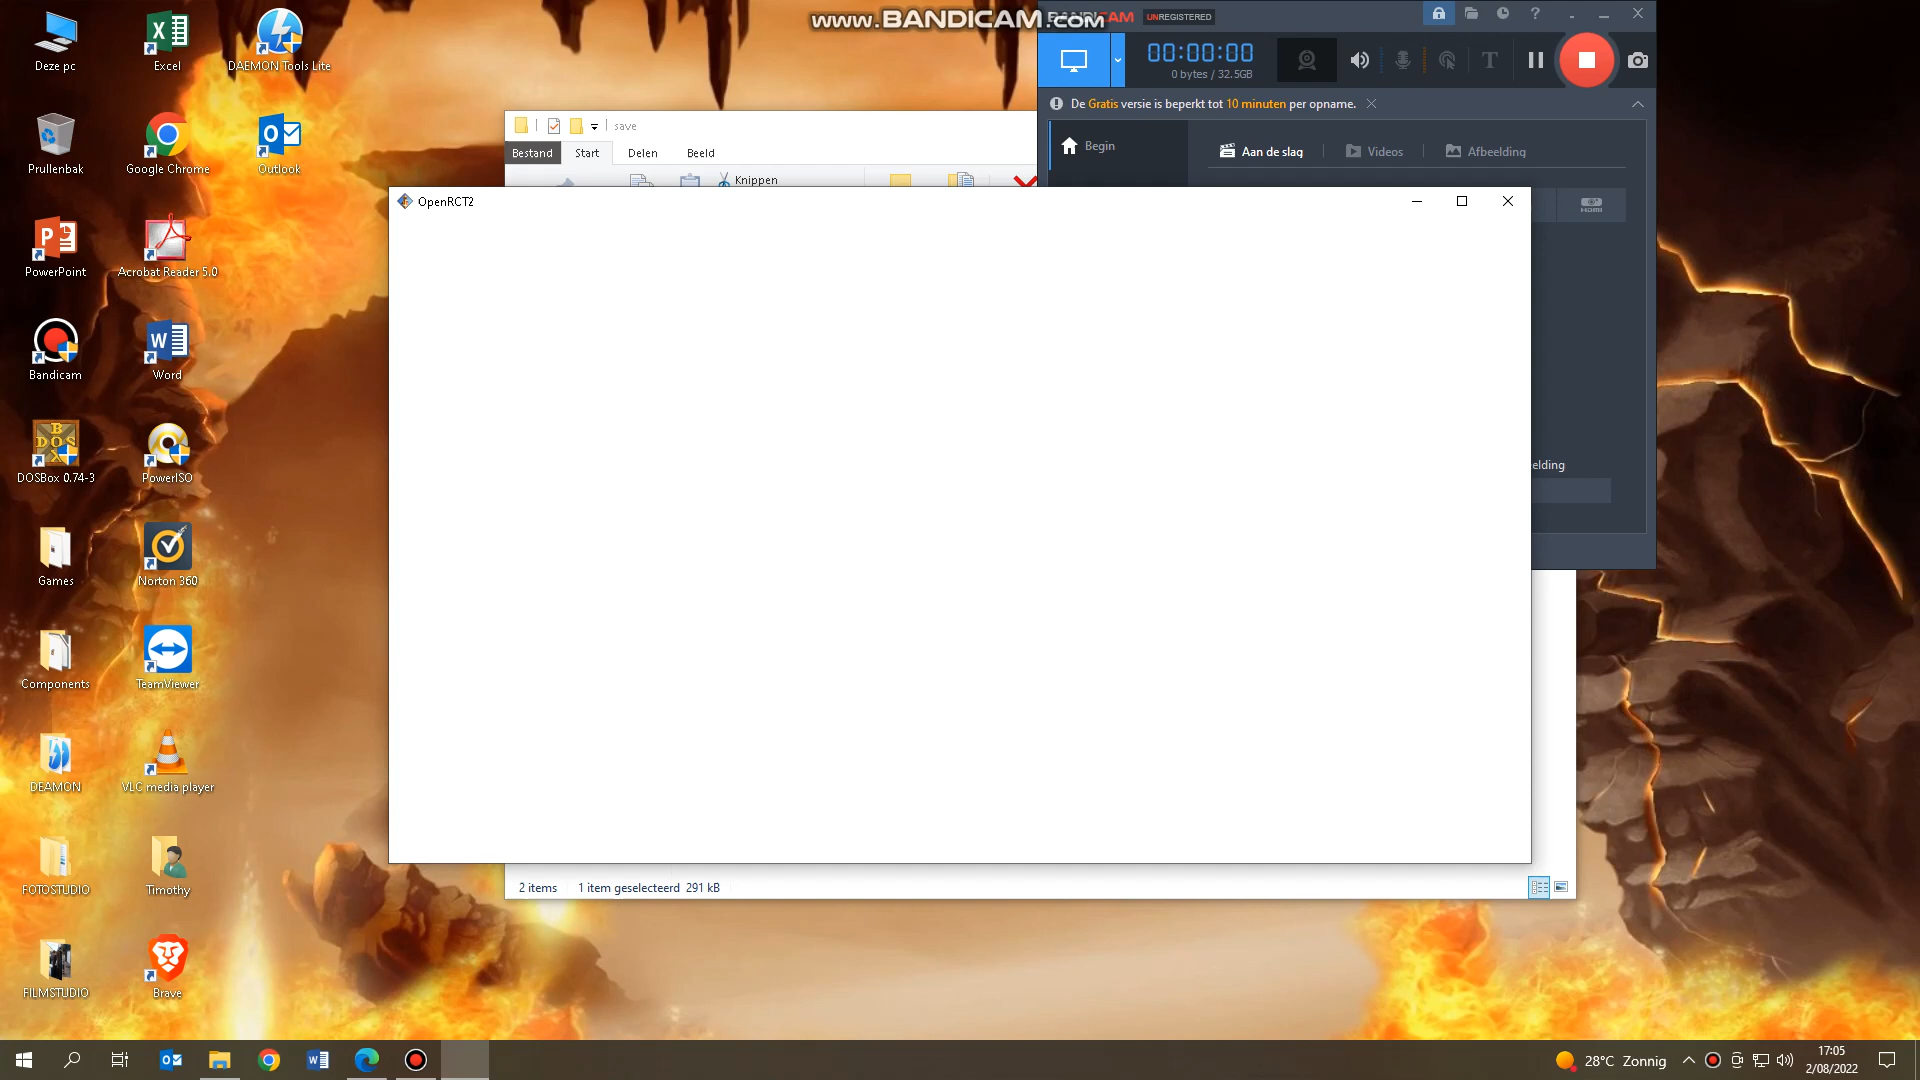 www.BANDICAM.com
BANDICAM UNREGISTERED
00:00:00
0 bytes / 32.5GB
T
De Gratis versie is beperkt tot 10 minuten per opname.
Begin
Aan de slag
Videos
Afbeelding
HDMI
elding
save
Bestand
Start
Delen
Beeld
Knippen
OpenRCT2
2 items
1 item geselecteerd 291 kB
Deze pc
Excel
DAEMON Tools Lite
Prullenbak
Google Chrome
Outlook
PowerPoint
Acrobat Reader 5.0
Bandicam
Word
DOSBox 0.74-3
PowerISO
Games
Norton 360
Components
TeamViewer
DEAMON
VLC media player
FOTOSTUDIO
Timothy
FILMSTUDIO
Brave
28°C Zonnig
17:05
2/08/2022